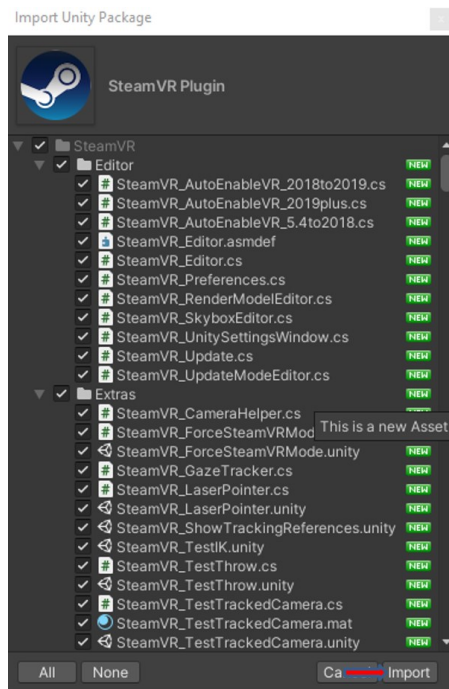 Import Unity Package
x
SteamVR Plugin
SteamVR
Editor NEW
SteamVR_AutoEnableVR_2018to2019.cs NEW
SteamVR_AutoEnableVR_2019plus.cs NEW
SteamVR_AutoEnableVR_5.4to2018.cs NEW
SteamVR_Editor.asmdef NEW
SteamVR_Editor.cs NEW
SteamVR_Preferences.cs NEW
SteamVR_RenderModelEditor.cs NEW
SteamVR_SkyboxEditor.cs NEW
SteamVR_UnitySettingsWindow.cs NEW
SteamVR_Update.cs NEW
SteamVR_UpdateModeEditor.cs NEW
Extras NEW
SteamVR_CameraHelper.cs
This is a new Asset
SteamVR_ForceSteamVRMod
SteamVR_ForceSteamVRMode.unity NEW
SteamVR_GazeTracker.cs NEW
SteamVR_LaserPointer.cs NEW
SteamVR_LaserPointer.unity NEW
SteamVR_ShowTrackingReferences.unity NEW
SteamVR_TestIK.unity NEW
SteamVR_TestThrow.cs NEW
SteamVR_TestThrow.unity NEW
SteamVR_TestTrackedCamera.cs NEW
SteamVR_TestTrackedCamera.mat NEW
SteamVR_TestTrackedCamera.unity NEW
All None Ca Import